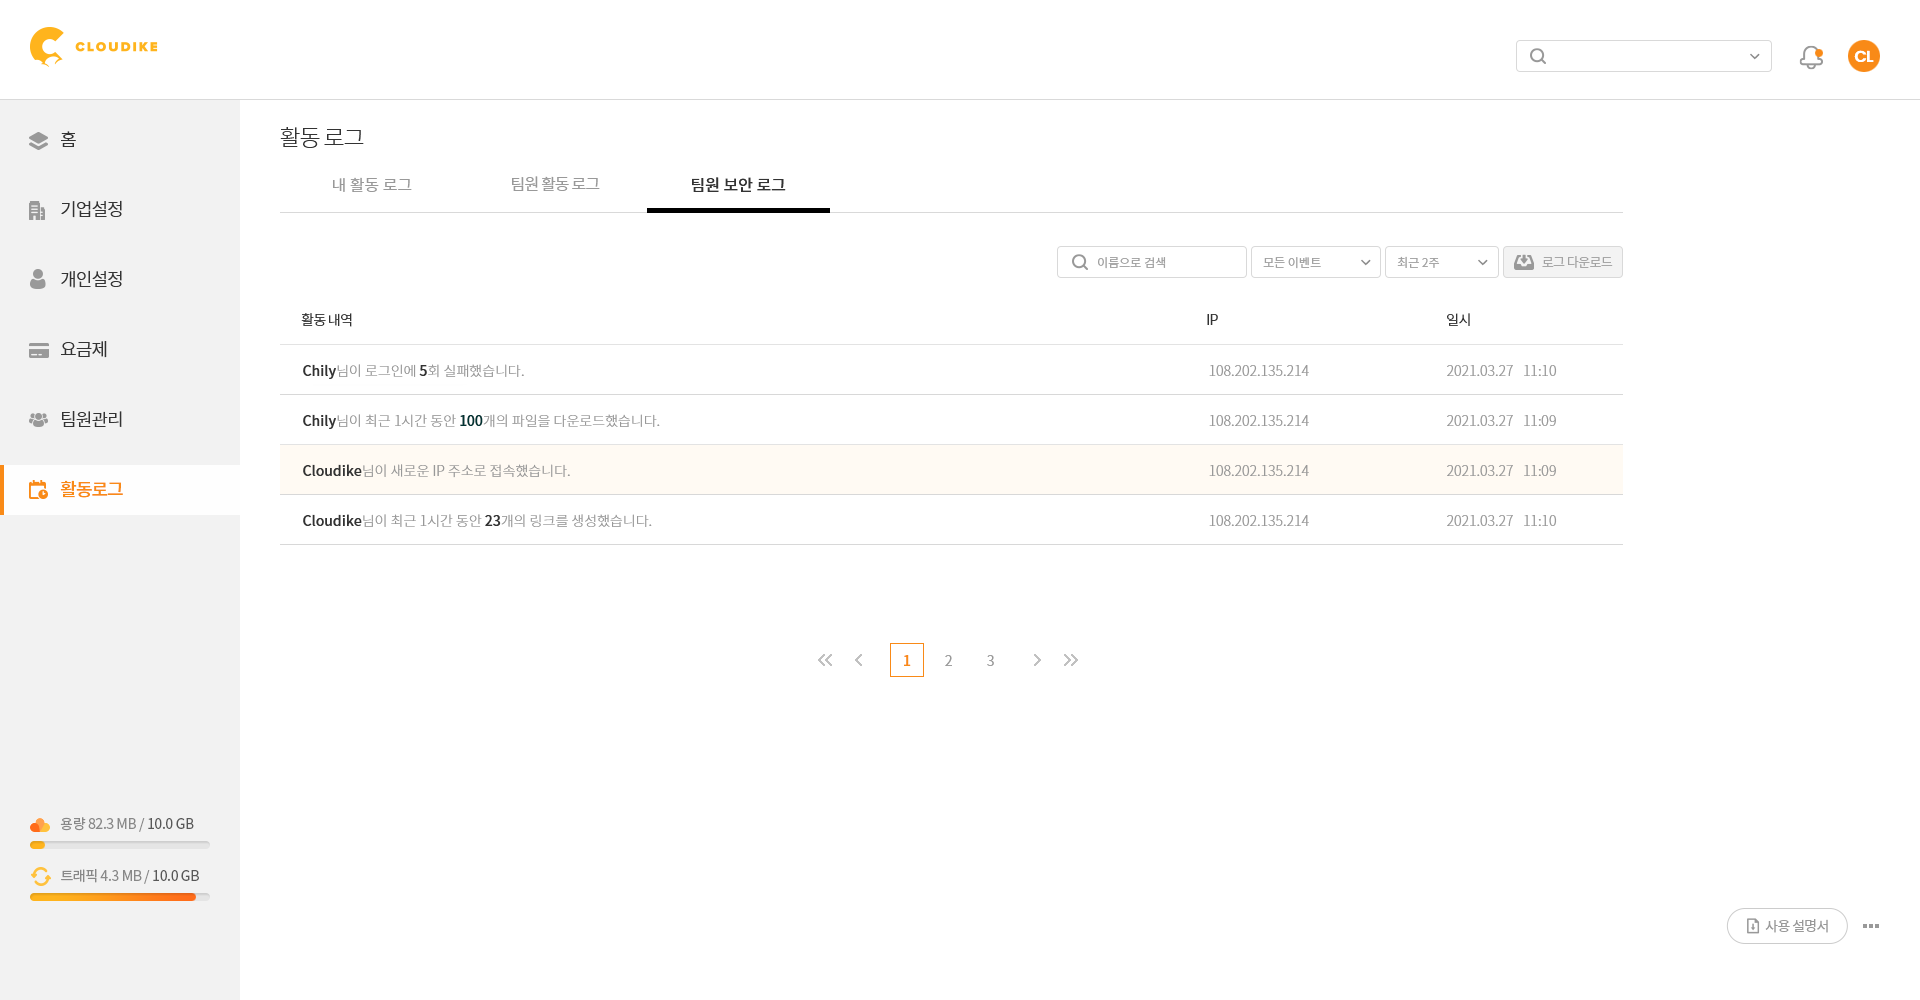 CLOUDIKE
CL
홈
기업설정
개인설정
요금제
팀원관리
활동로그
용량 82.3 MB / 10.0 GB
트래픽 4.3 MB / 10.0 GB
활동 로그
내 활동 로그 팀원 활동 로그 팀원 보안 로그
이름으로 검색 모든 이벤트 최근 2주 로그 다운로드
활동 내역 IP 일시
Chily님이 로그인에 5회 실패했습니다. 108.202.135.214 2021.03.27 11:10
Chily님이 최근 1시간 동안 100개의 파일을 다운로드했습니다. 108.202.135.214 2021.03.27 11:09
Cloudike님이 새로운 IP 주소로 접속했습니다. 108.202.135.214 2021.03.27 11:09
Cloudike님이 최근 1시간 동안 23개의 링크를 생성했습니다. 108.202.135.214 2021.03.27 11:10
1 2 3
사용 설명서